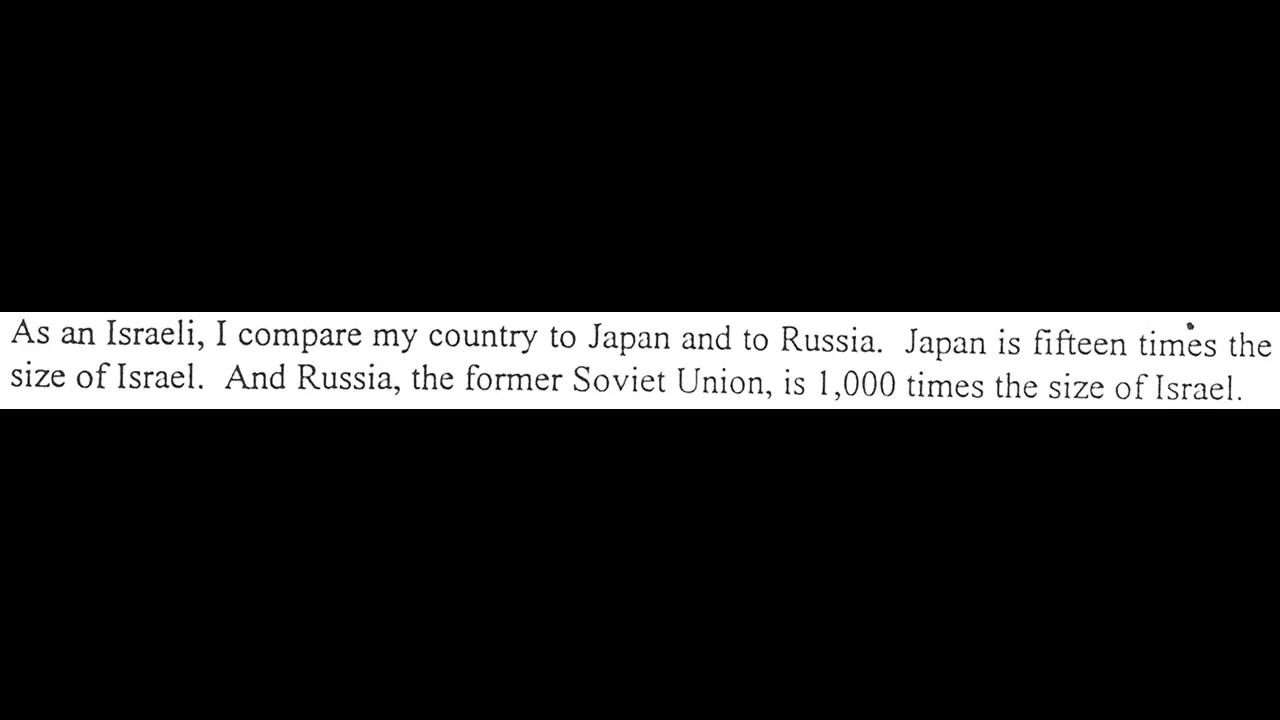 As an Israeli, I compare my country to Japan and to Russia.  Japan is fifteen times the
size of Israel.  And Russia, the former Soviet Union, is 1,000 times the size of Israel.